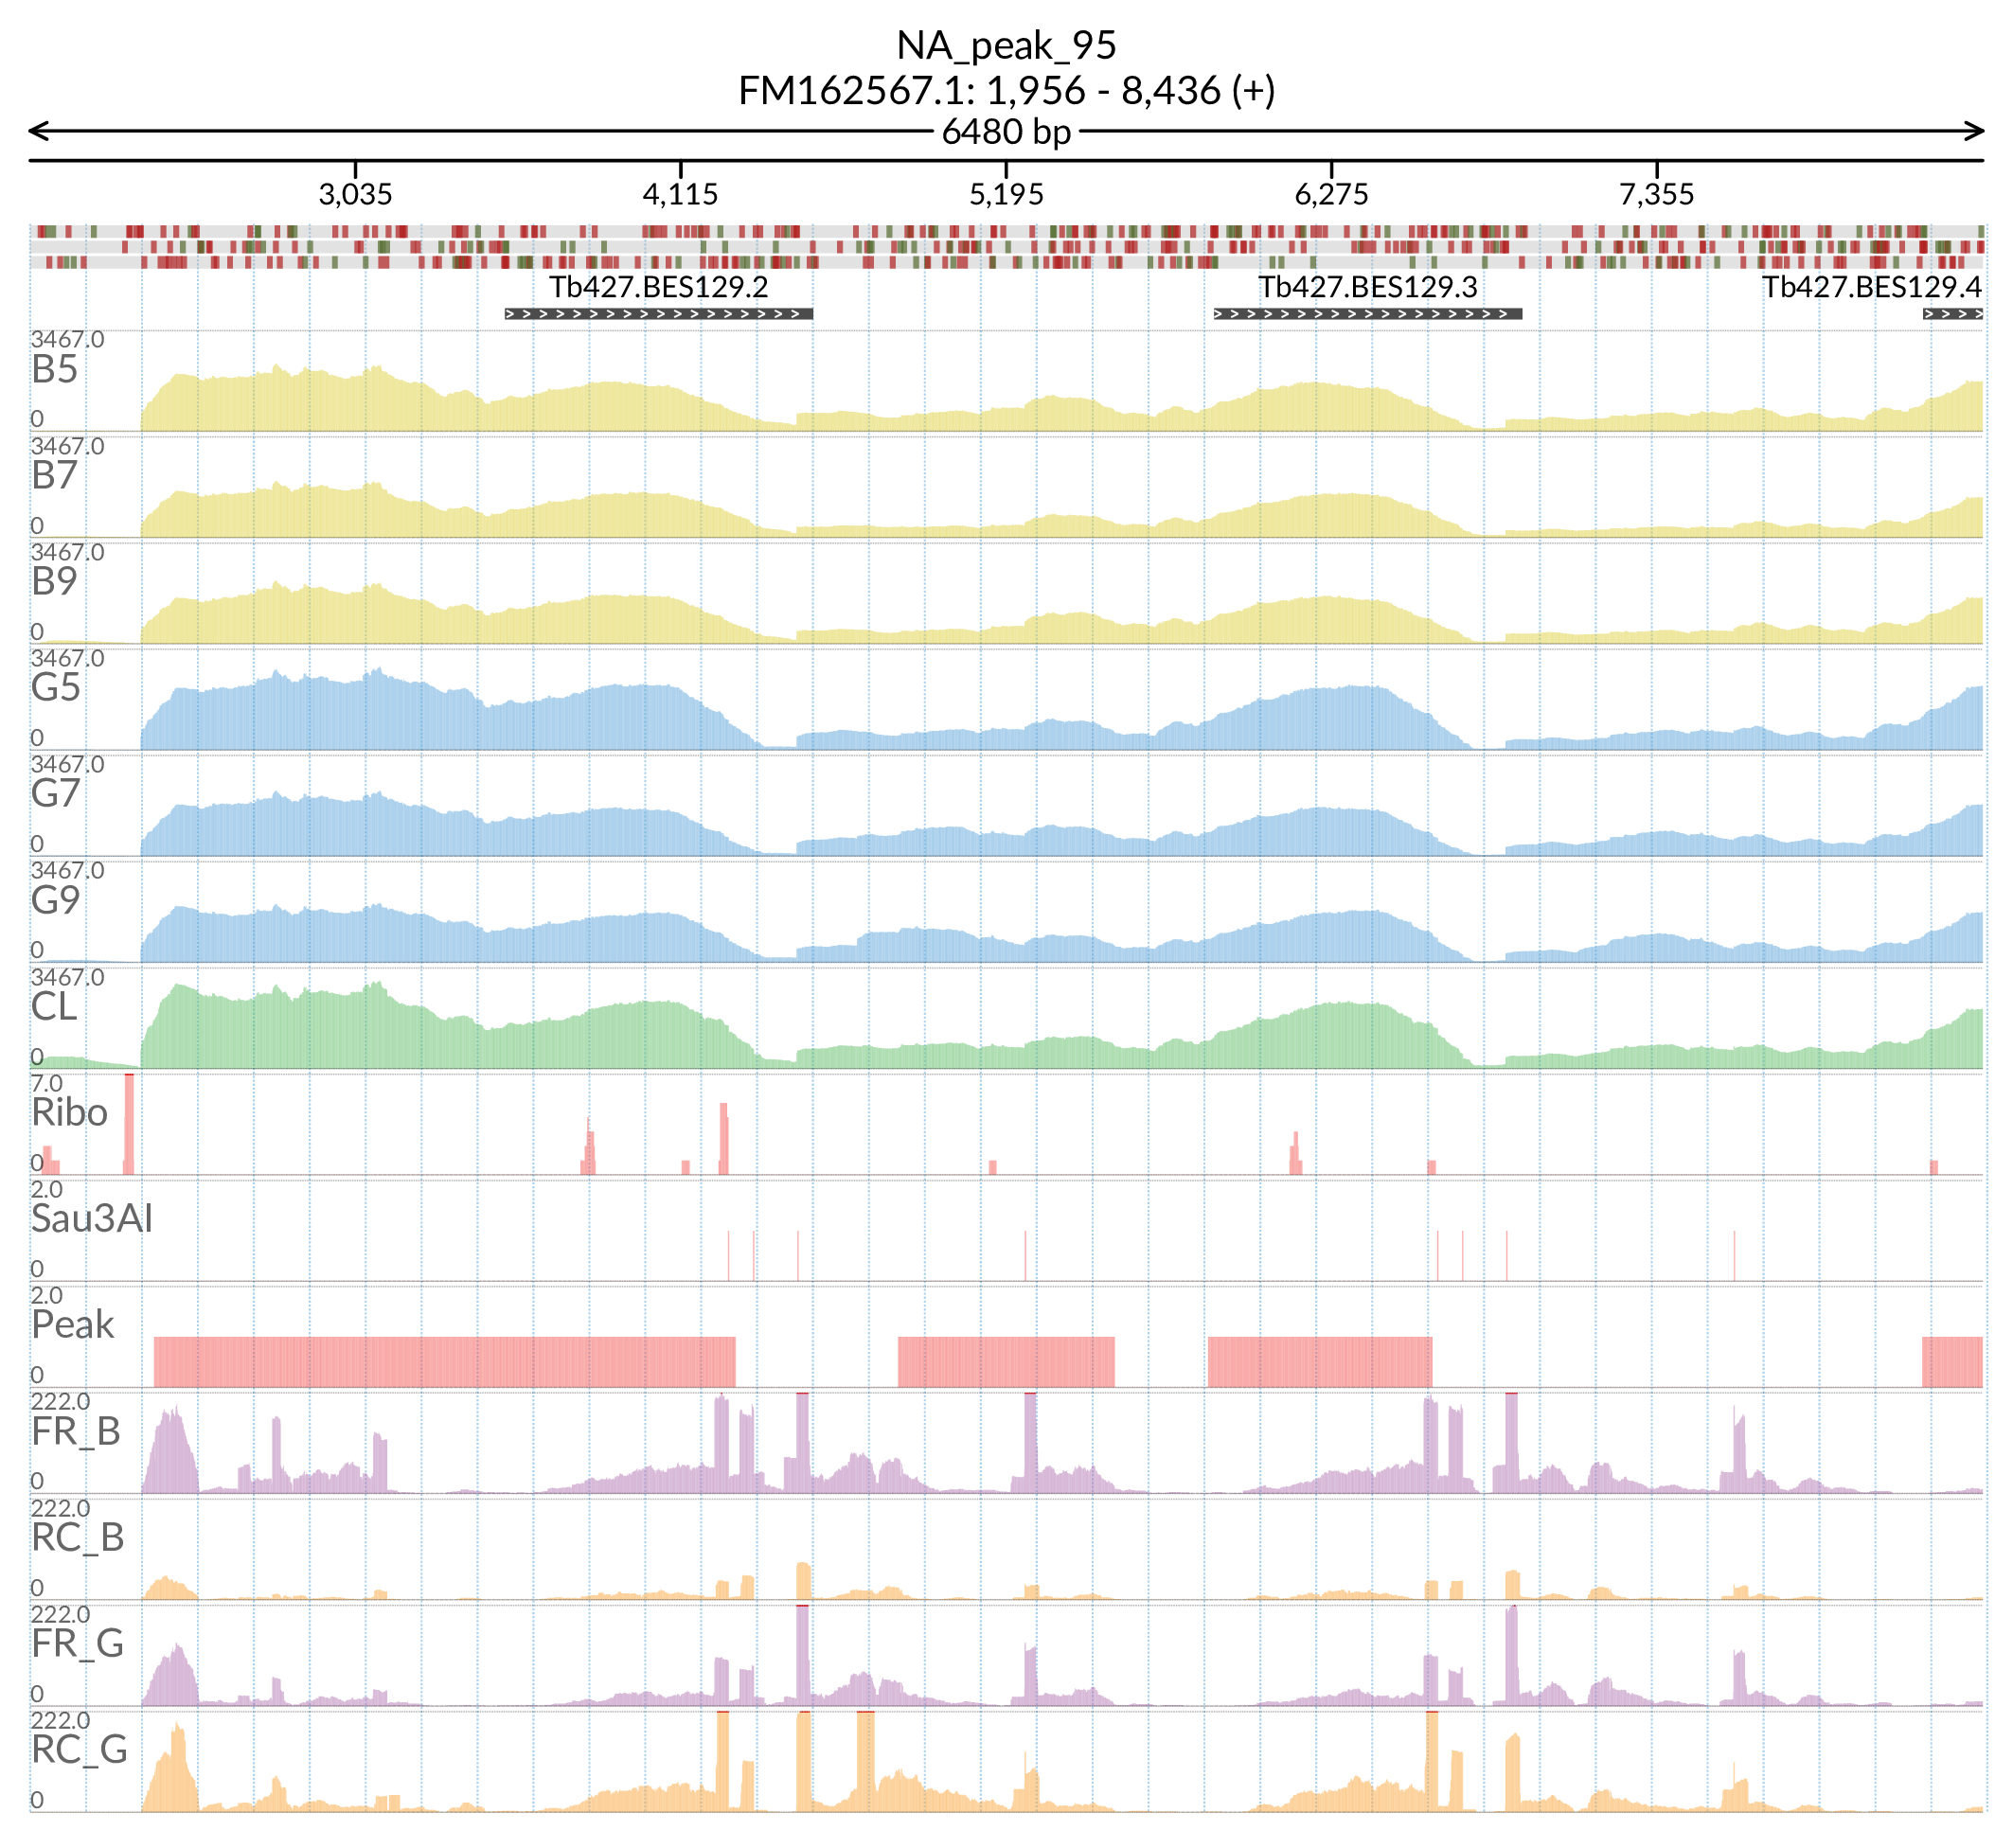 NA_peak_95
FM162567.1: 1,956 - 8,436 (+)
6480 bp
3,035 4,115 5,195 6,275 7,355
Tb427.BES129.2 Tb427.BES129.3 Tb427.BES129.4
3467.0
B5
0
3467.0
B7
0
3467.0
B9
0
3467.0
G5
0
3467.0
G7
0
3467.0
G9
0
3467.0
CL
0
7.0
Ribo
0
2.0
Sau3AI
0
2.0
Peak
0
222.0
FR_B
0
222.0
RC_B
0
222.0
FR_G
0
222.0
RC_G
0